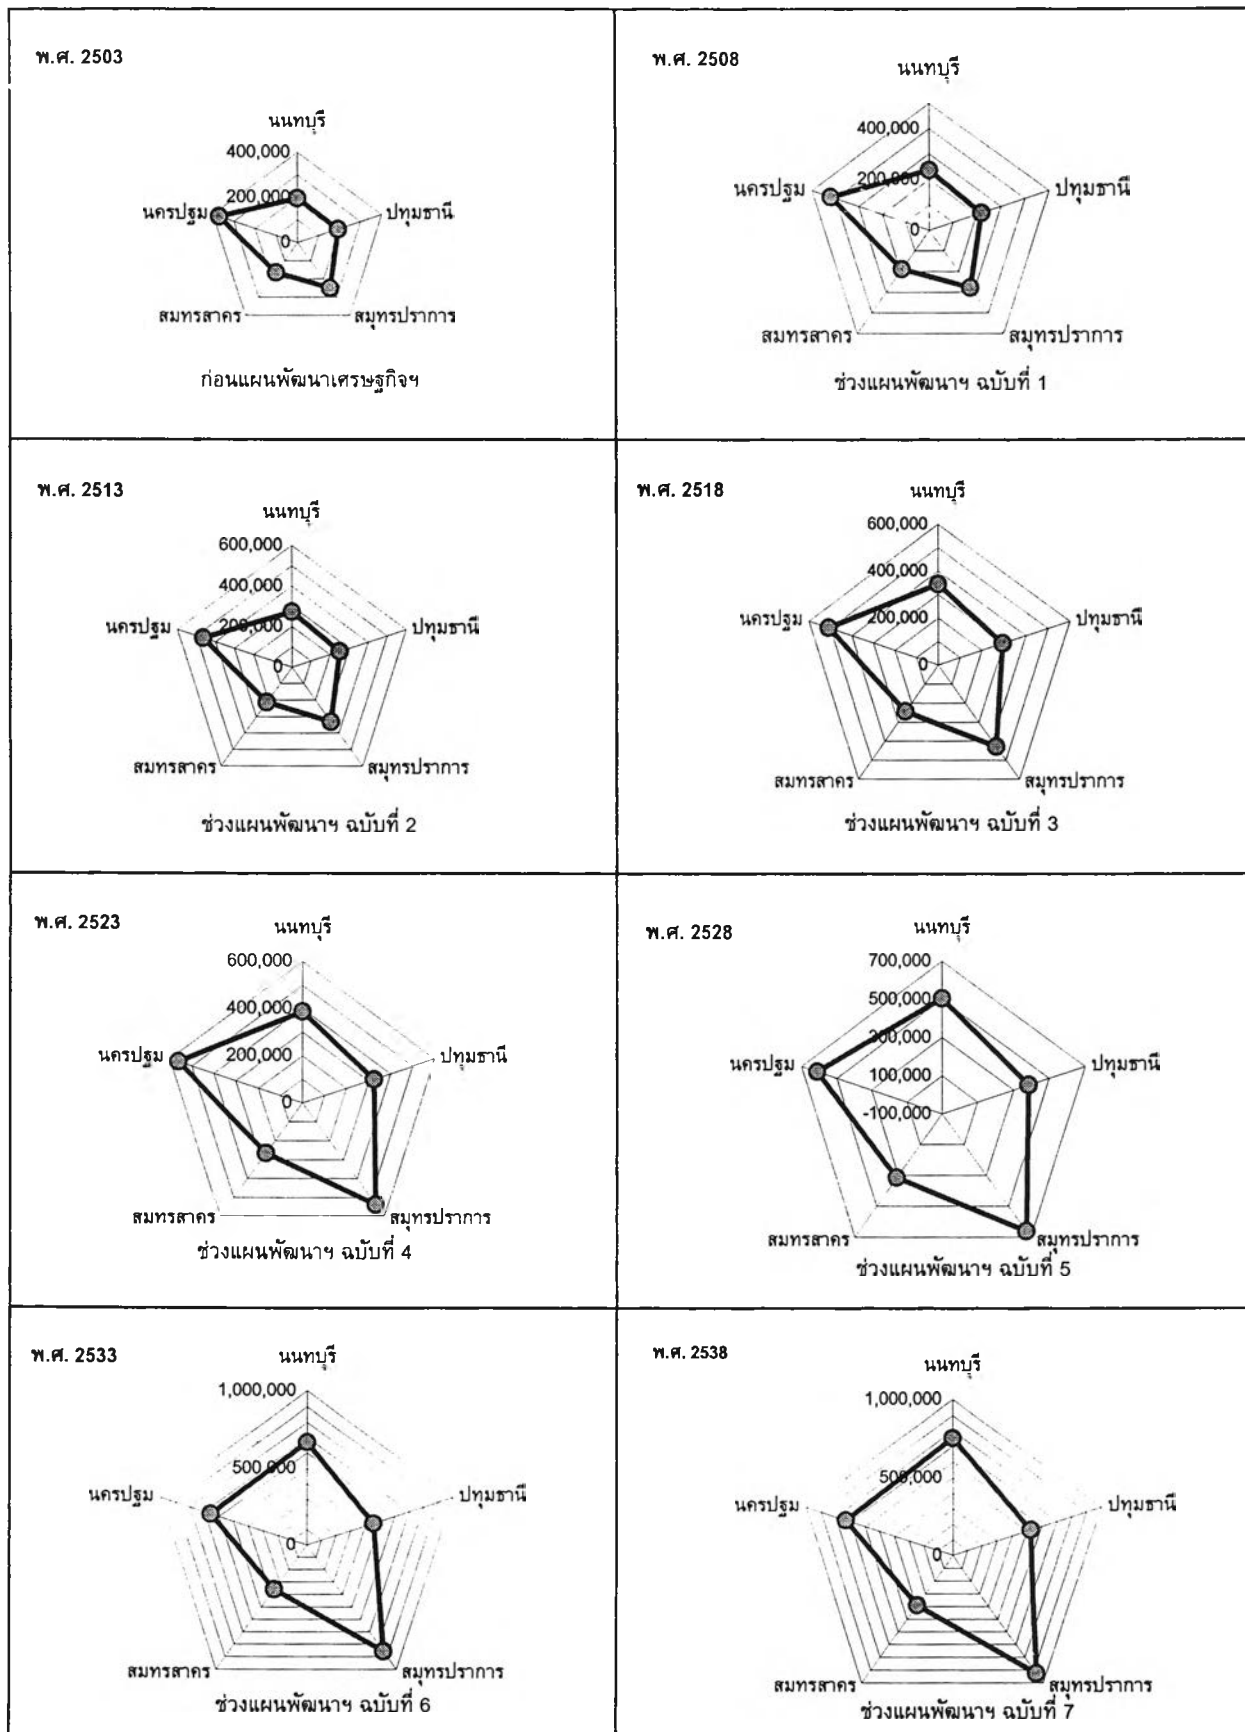 พ.ศ. 2503
นนทบุรี
400,000
200,000
0
นครปฐม
ปทุมธานี
สมทรสาคร
สมุทรปราการ
ก่อนแผนพัฒนาเศรษฐกิจฯ
พ.ศ. 2508
นนทบุรี
400,000
200,000
0
นครปฐม
ปทุมธานี
สมทรสาคร
สมุทรปราการ
ช่วงแผนพัฒนาฯ ฉบับที่ 1
พ.ศ. 2513
นนทบุรี
600,000
400,000
200,000
0
นครปฐม
ปทุมธานี
สมทรสาคร
สมุทรปราการ
ช่วงแผนพัฒนาฯ ฉบับที่ 2
พ.ศ. 2518
นนทบุรี
600,000
400,000
200,000
0
นครปฐม
ปทุมธานี
สมทรสาคร
สมุทรปราการ
ช่วงแผนพัฒนาฯ ฉบับที่ 3
พ.ศ. 2523
นนทบุรี
600,000
400,000
200,000
0
นครปฐม
ปทุมธานี
สมทรสาคร
สมุทรปราการ
ช่วงแผนพัฒนาฯ ฉบับที่ 4
พ.ศ. 2528
นนทบุรี
700,000
500,000
300,000
100,000
-100,000
นครปฐม
ปทุมธานี
สมทรสาคร
สมุทรปราการ
ช่วงแผนพัฒนาฯ ฉบับที่ 5
พ.ศ. 2533
นนทบุรี
1,000,000
500,000
0
นครปฐม
ปทุมธานี
สมทรสาคร
สมุทรปราการ
ช่วงแผนพัฒนาฯ ฉบับที่ 6
พ.ศ. 2538
นนทบุรี
1,000,000
500,000
0
นครปฐม
ปทุมธานี
สมทรสาคร
สมุทรปราการ
ช่วงแผนพัฒนาฯ ฉบับที่ 7